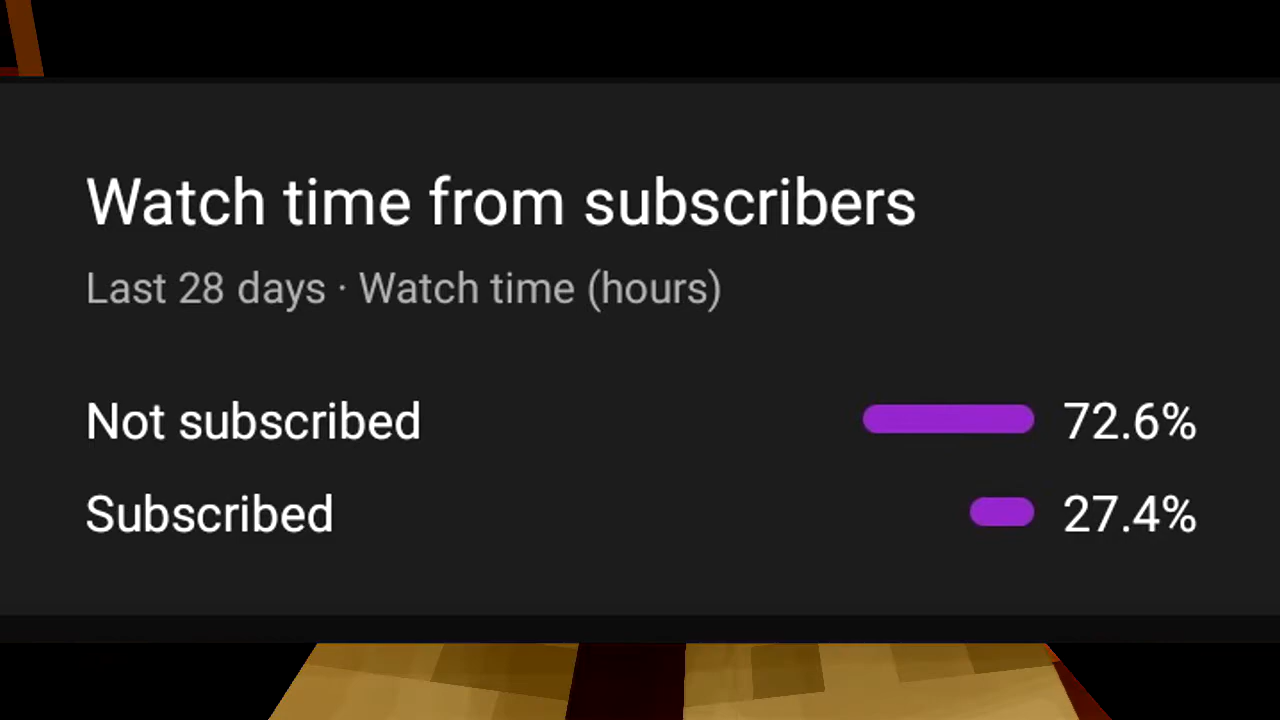 Watch time from subscribers
Last 28 days · Watch time (hours)
Not subscribed 72.6%
Subscribed 27.4%